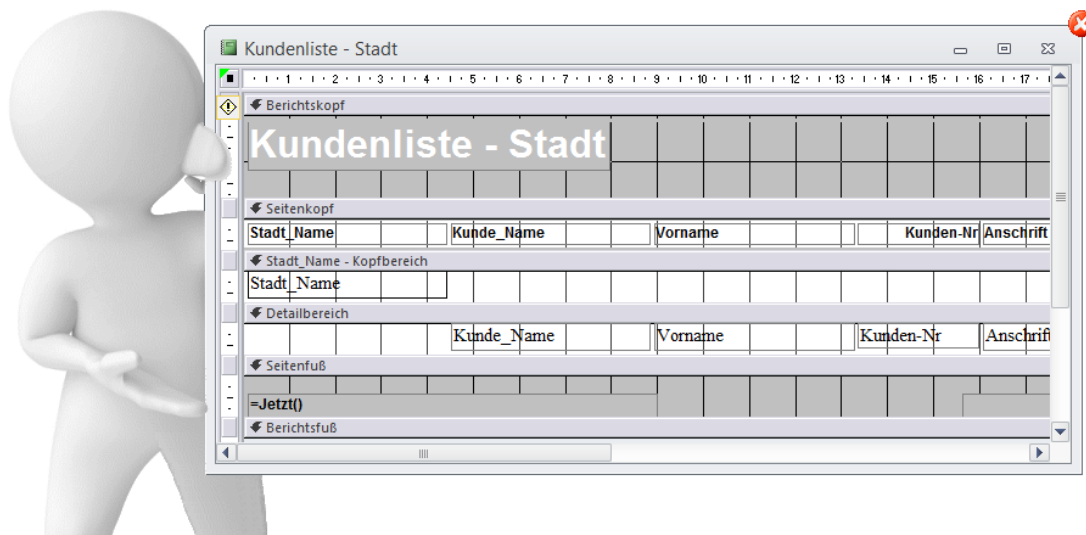 Kundenliste - Stadt
1 2 3 4 5 6 7 8 9 10 11 12 13 14 15 16 17
Berichtskopf
Kundenliste - Stadt
Seitenkopf
Stadt_Name Kunde_Name Vorname Kunden-Nr Anschrift
Stadt_Name - Kopfbereich
Stadt_Name
Detailbereich
Kunde_Name Vorname Kunden-Nr Anschrift
Seitenfuß
=Jetzt()
Berichtsfuß